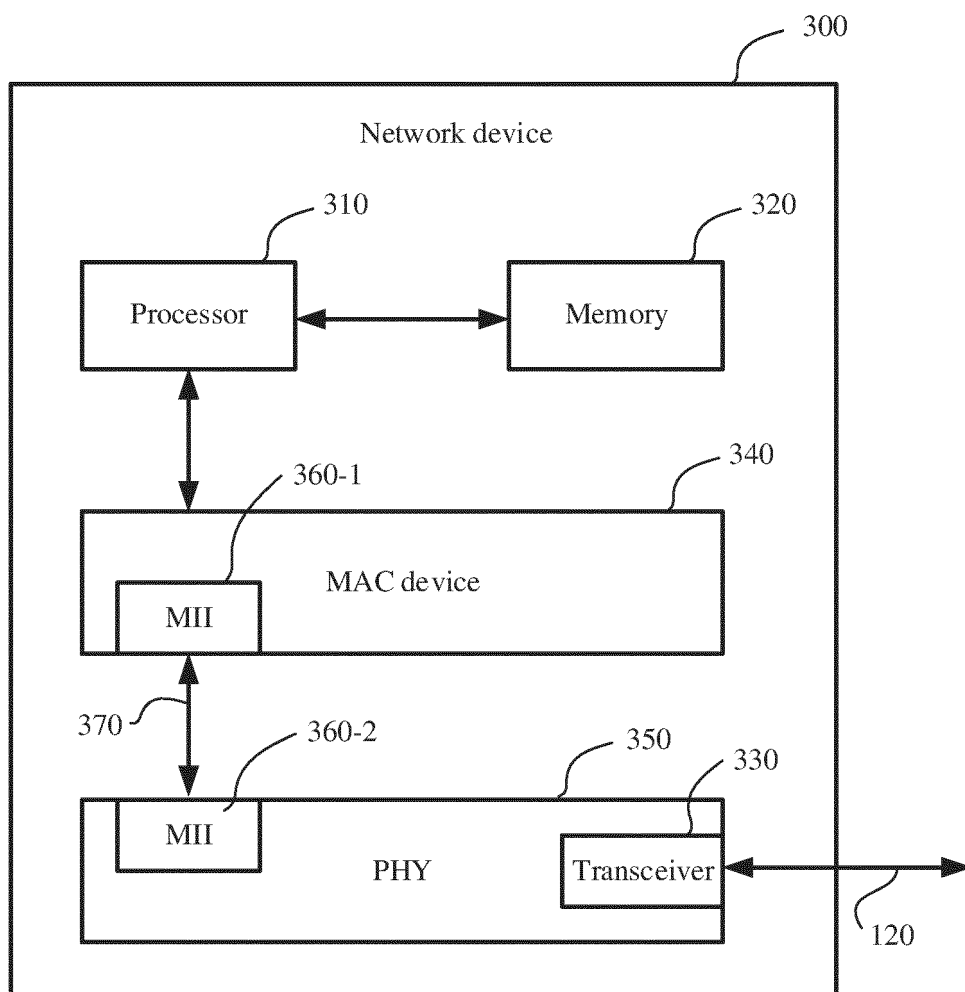 300
Network device
310
320
Processor
Memory
340
360-1
MAC device
MII
370
360-2
350
330
MII
PHY
Transceiver
120